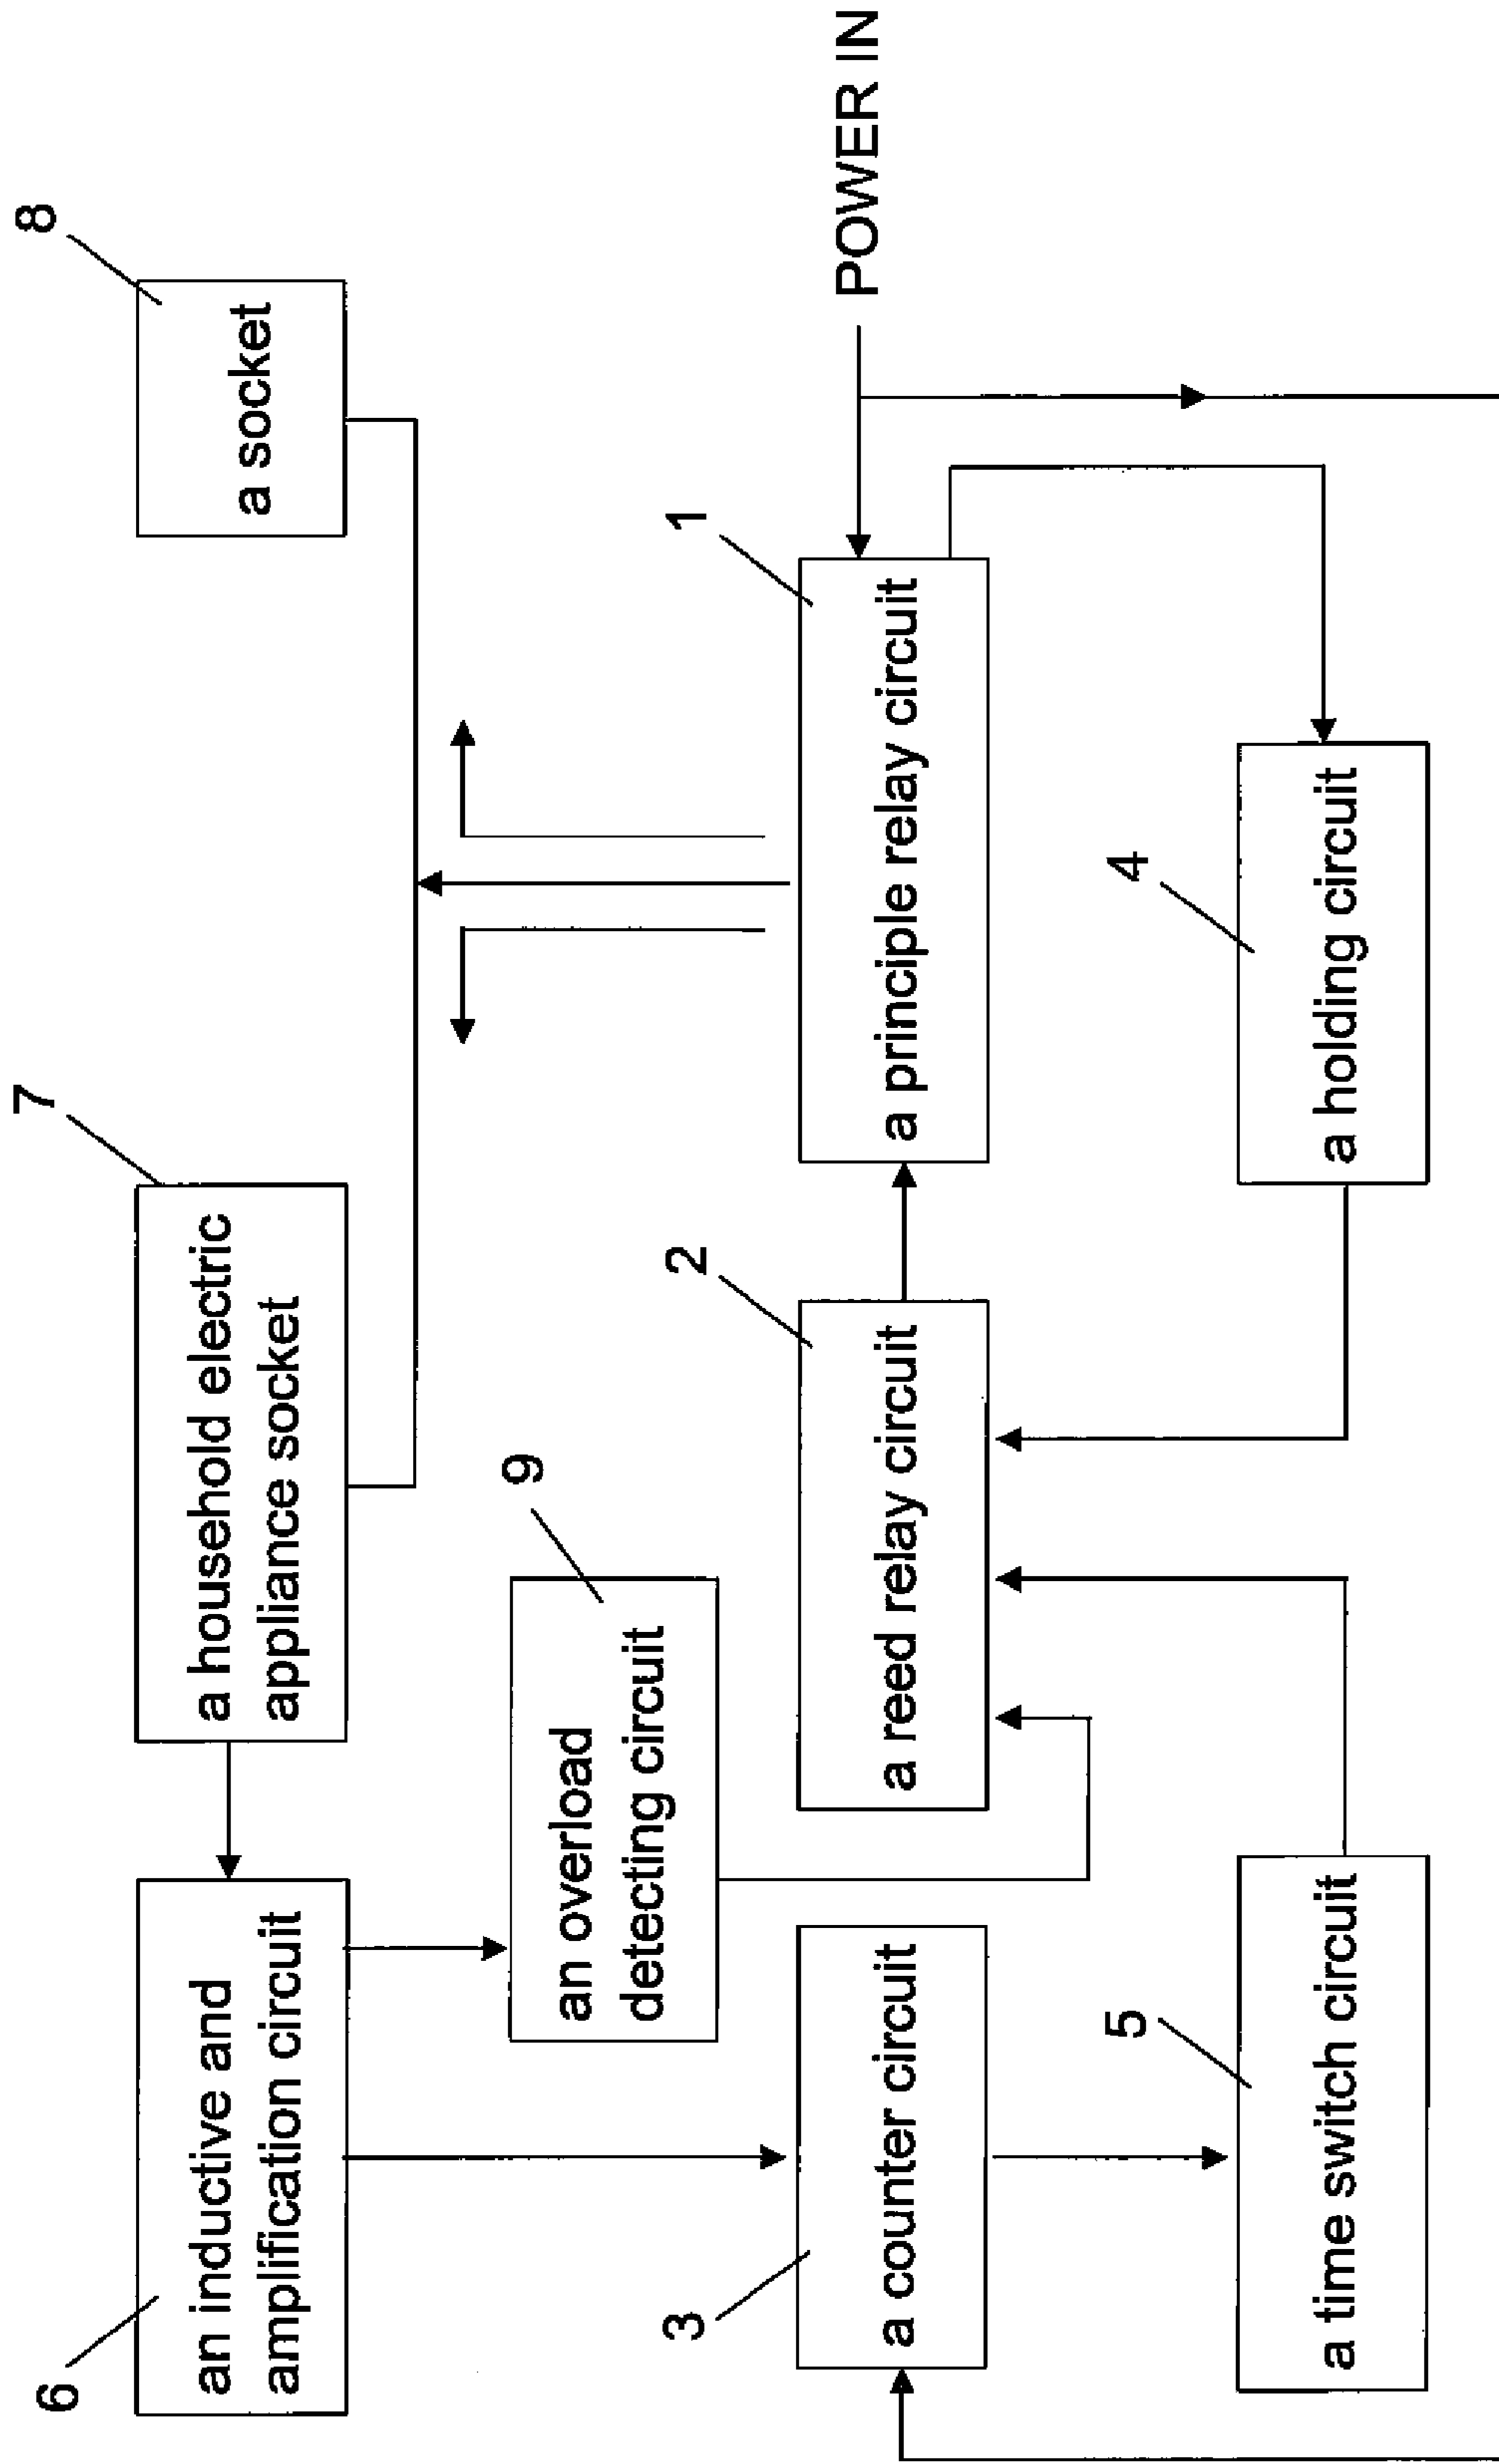 6
an inductive and
amplification circuit
7
a household electric
appliance socket
8
a socket
9
an overload
detecting circuit
3
a counter circuit
2
a reed relay circuit
1
a principle relay circuit
POWER IN
5
a time switch circuit
4
a holding circuit